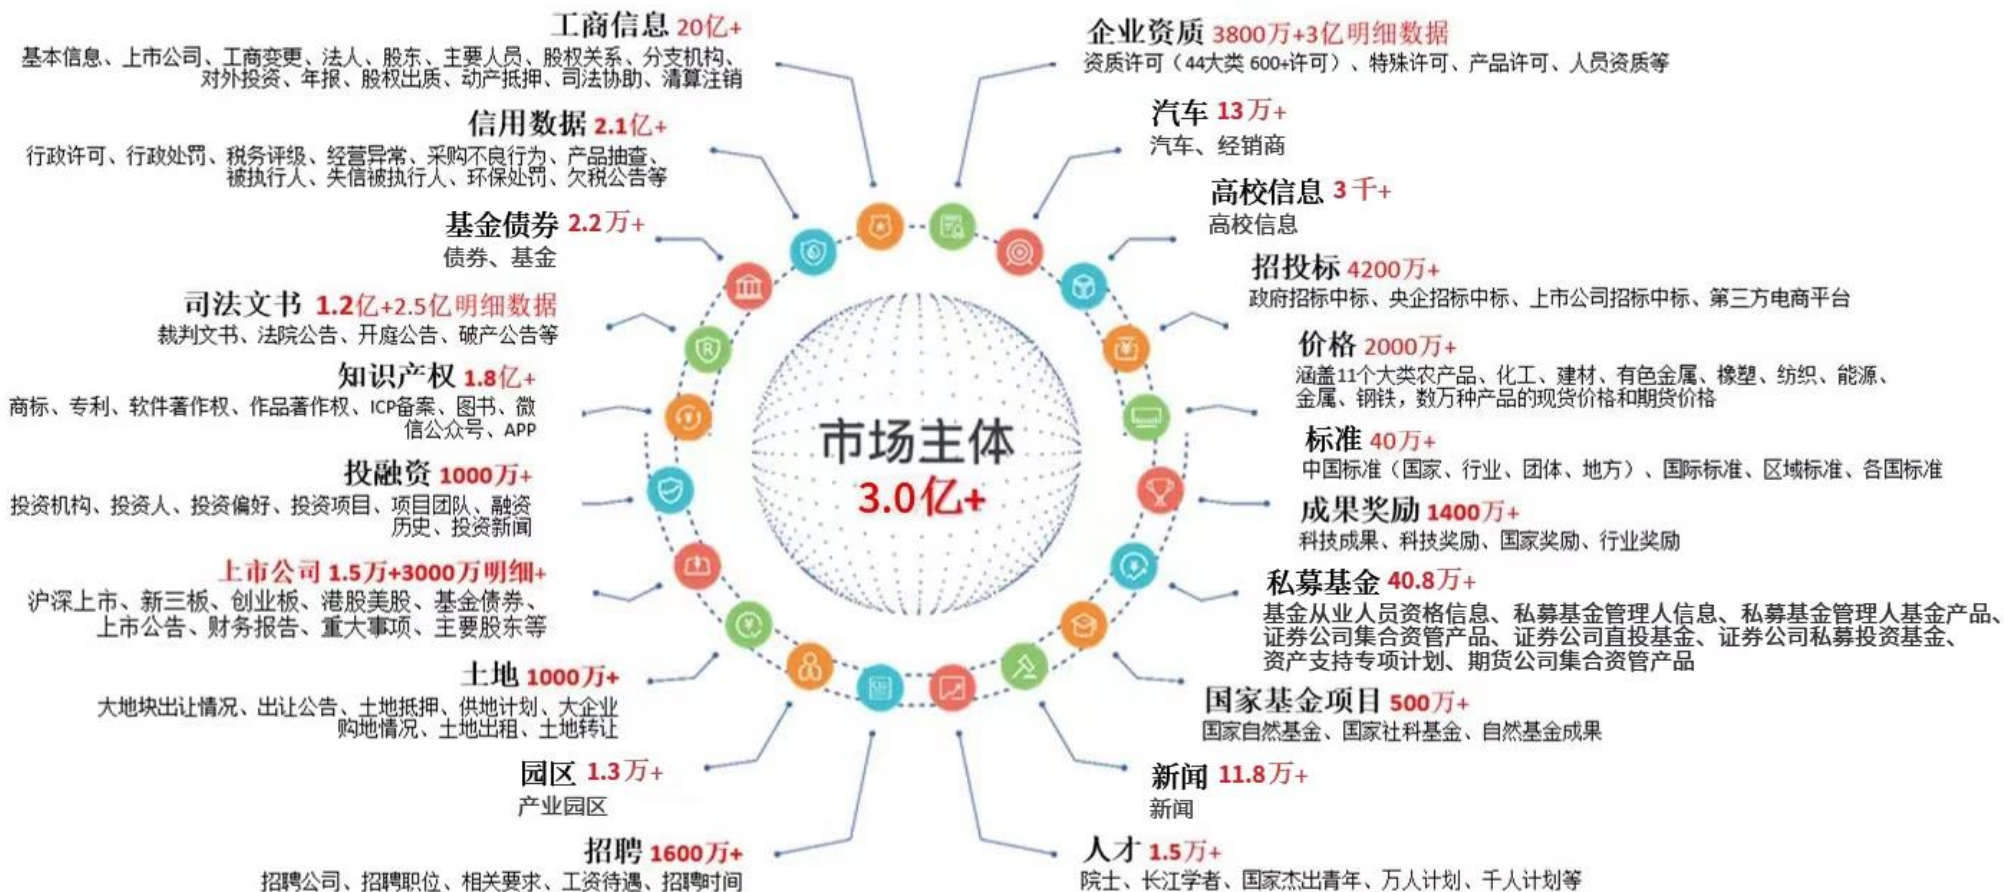 工商信息 20亿+
基本信息、上市公司、工商变更、法人、股东、主要人员、股权关系、分支机构、
对外投资、年报、股权出质、动产抵押、司法协助、清算注销
信用数据 2.1亿+
行政许可、行政处罚、税务评级、经营异常、采购不良行为、产品抽查、
被执行人、失信被执行人、环保处罚、欠税公告等
基金债券 2.2万+
债券、基金
司法文书 1.2亿+2.5亿明细数据
裁判文书、法院公告、开庭公告、破产公告等
知识产权 1.8亿+
商标、专利、软件著作权、作品著作权、ICP备案、图书、微
信公众号、APP
投融资 1000万+
投资机构、投资人、投资偏好、投资项目、项目团队、融资
历史、投资新闻
上市公司 1.5万+3000万明细+
沪深上市、新三板、创业板、港股美股、基金债券、
上市公告、财务报告、重大事项、主要股东等
土地 1000万+
大地块出让情况、出让公告、土地抵押、供地计划、大企业
购地情况、土地出租、土地转让
园区 1.3万+
产业园区
招聘 1600万+
招聘公司、招聘职位、相关要求、工资待遇、招聘时间
市场主体
3.0亿+
企业资质 3800万+3亿明细数据
资质许可（44大类 600+许可）、特殊许可、产品许可、人员资质等
汽车 13万+
汽车、经销商
高校信息 3千+
高校信息
招投标 4200万+
政府招标中标、央企招标中标、上市公司招标中标、第三方电商平台
价格 2000万+
涵盖11个大类农产品、化工、建材、有色金属、橡塑、纺织、能源、
金属、钢铁，数万种产品的现货价格和期货价格
标准 40万+
中国标准（国家、行业、团体、地方）、国际标准、区域标准、各国标准
成果奖励 1400万+
科技成果、科技奖励、国家奖励、行业奖励
私募基金 40.8万+
基金从业人员资格信息、私募基金管理人信息、私募基金管理人基金产品、
证券公司集合资管产品、证券公司直投基金、证券公司私募投资基金、
资产支持专项计划、期货公司集合资管产品
国家基金项目 500万+
国家自然基金、国家社科基金、自然基金成果
新闻 11.8万+
新闻
人才 1.5万+
院士、长江学者、国家杰出青年、万人计划、千人计划等